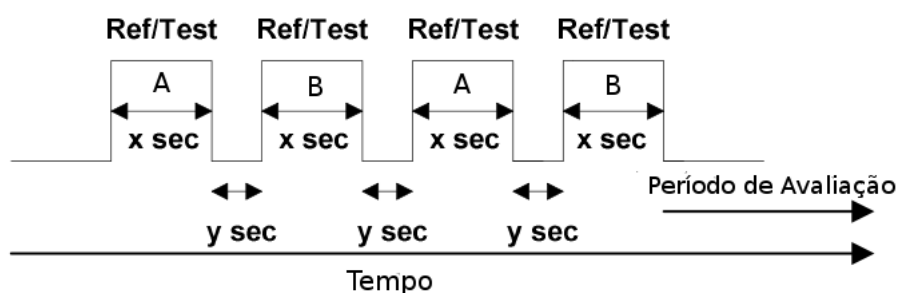 Ref/Test Ref/Test Ref/Test Ref/Test
A B A B
x sec x sec x sec x sec
Período de Avaliação
y sec y sec y sec
Tempo